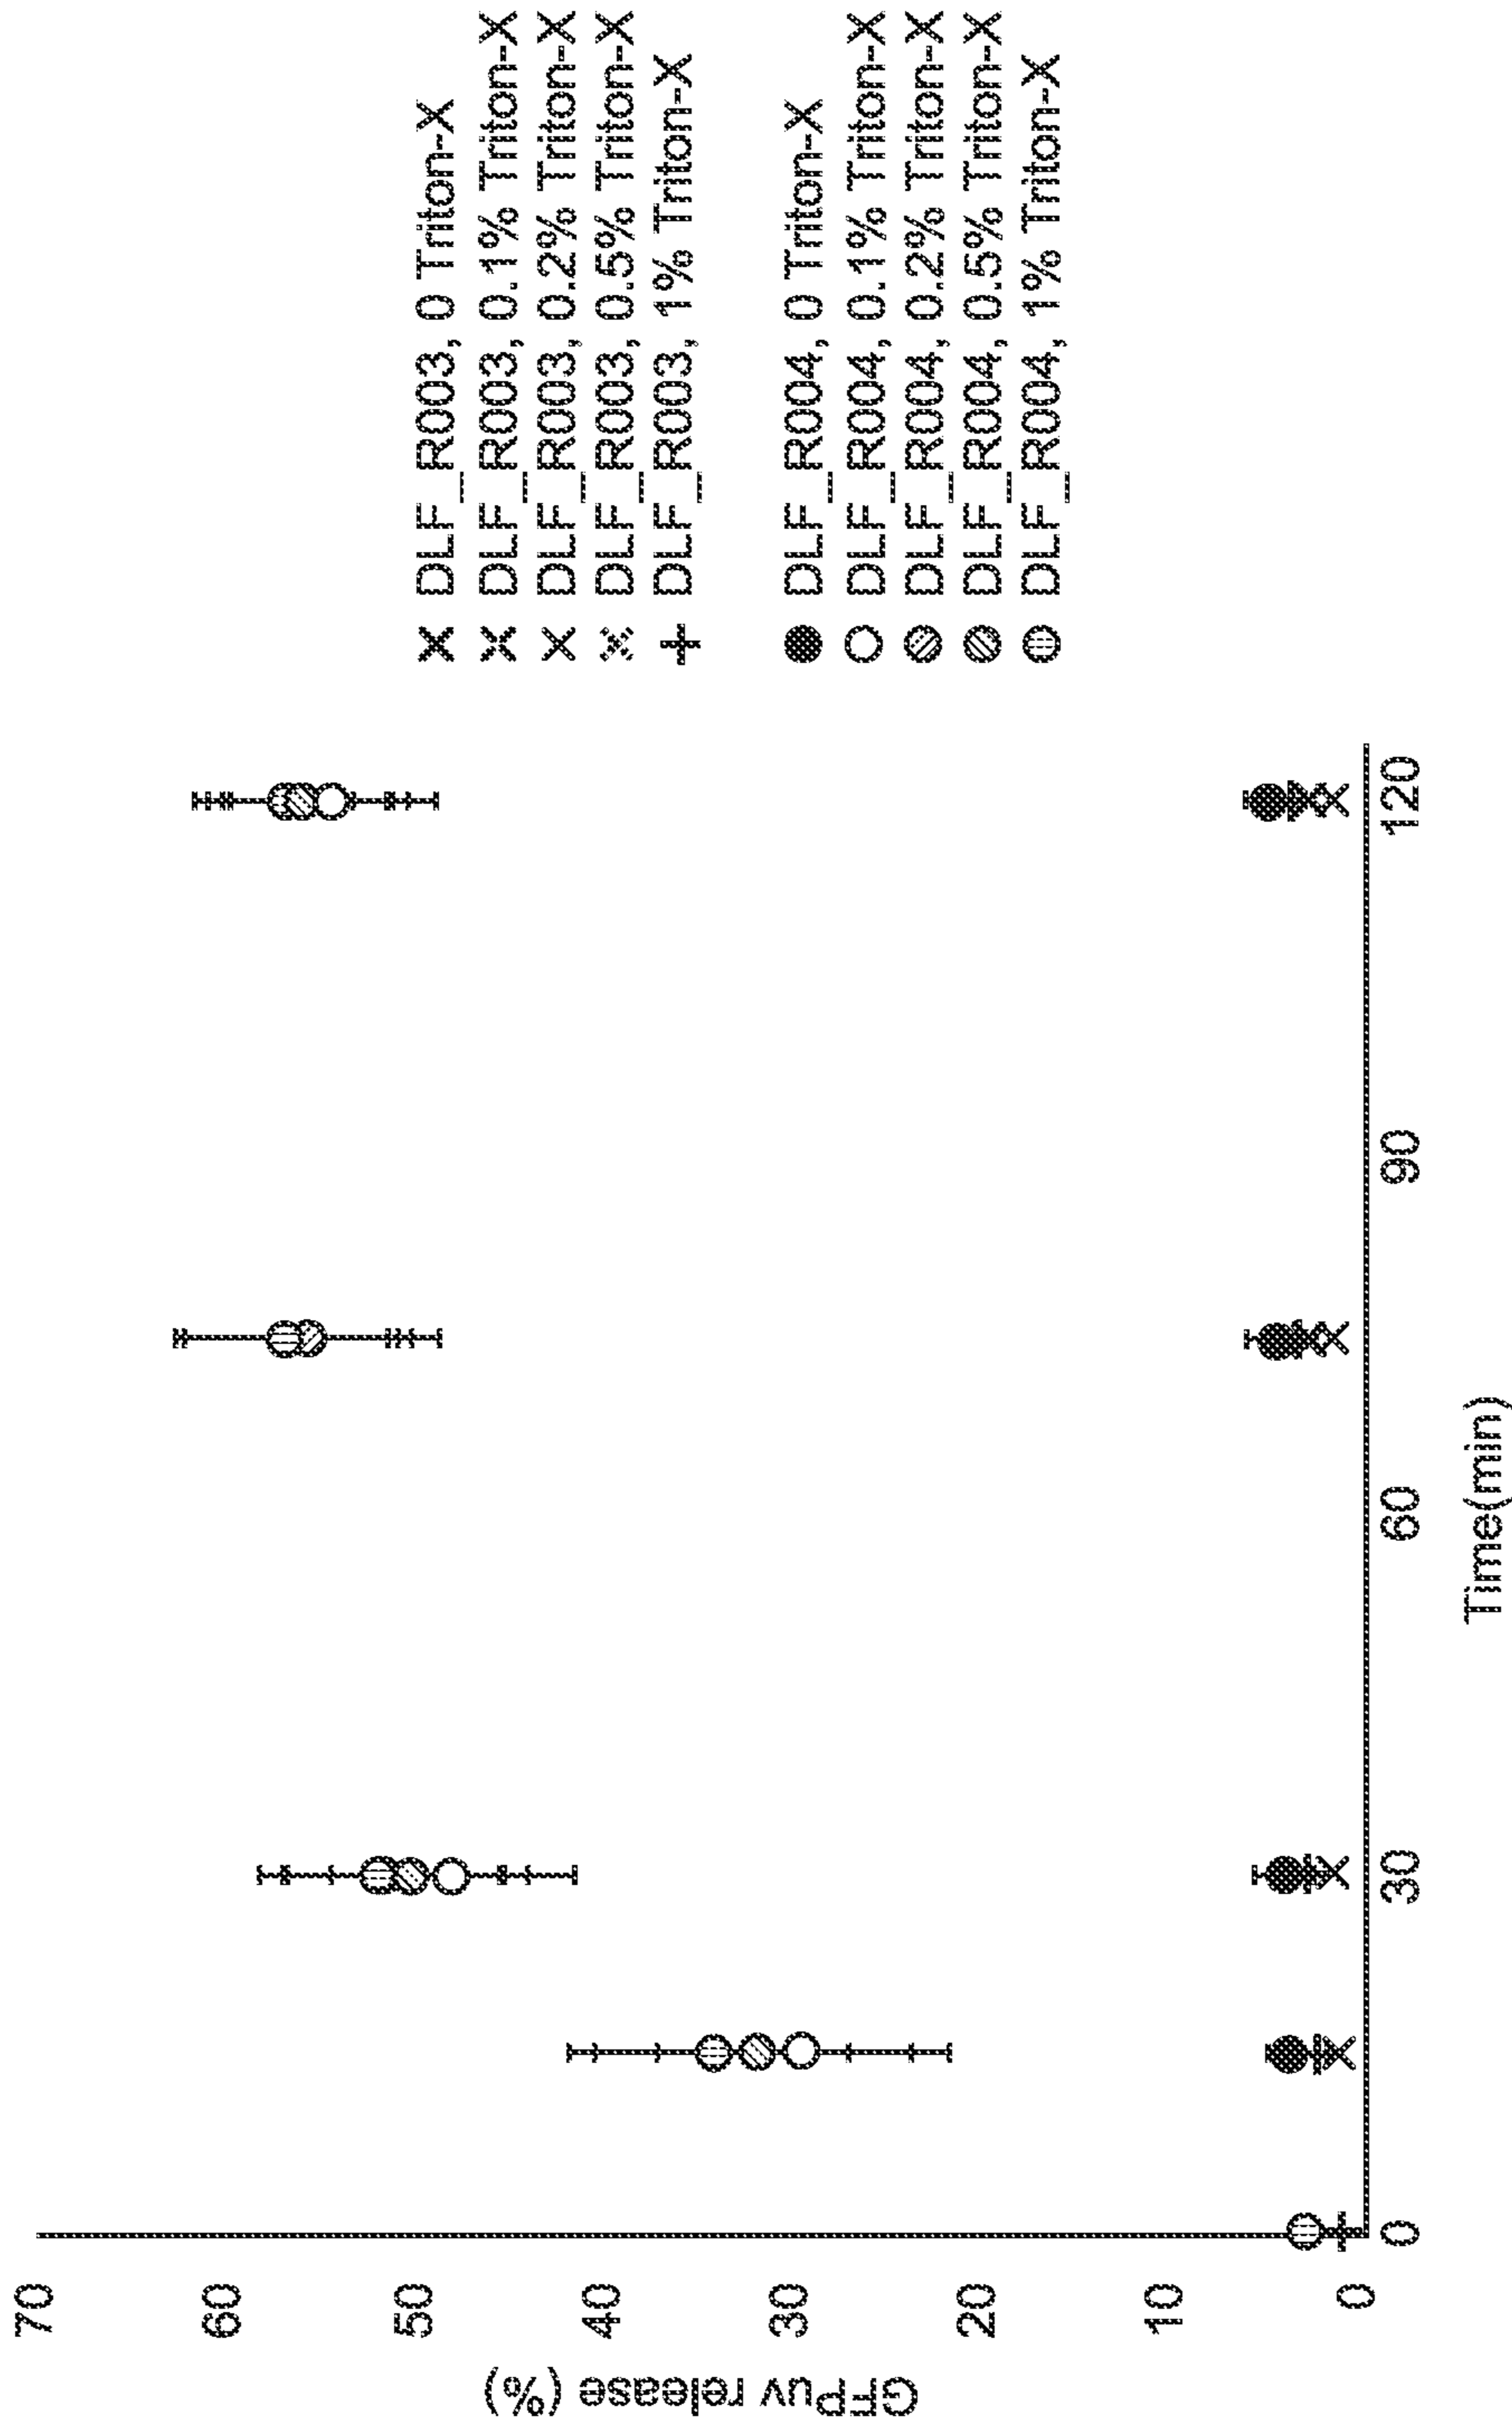 GFPuv release (%)
70
60
50
40
30
20
10
0
0
30
60
90
120
Time(min)
DLF_R003, 0 Triton-X
DLF_R003, 0.1% Triton-X
DLF_R003, 0.2% Triton-X
DLF_R003, 0.5% Triton-X
DLF_R003, 1% Triton-X
DLF_R004, 0 Triton-X
DLF_R004, 0.1% Triton-X
DLF_R004, 0.2% Triton-X
DLF_R004, 0.5% Triton-X
DLF_R004, 1% Triton-X